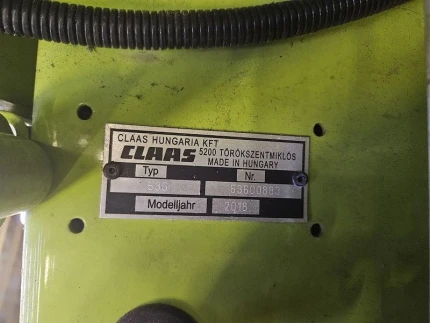 CLAAS HUNGARIA KFT
CLAAS 5200 TÖRÖKSZENTMIKLÓS
MADE IN HUNGARY
Typ Nr.
Modelljahr 2018